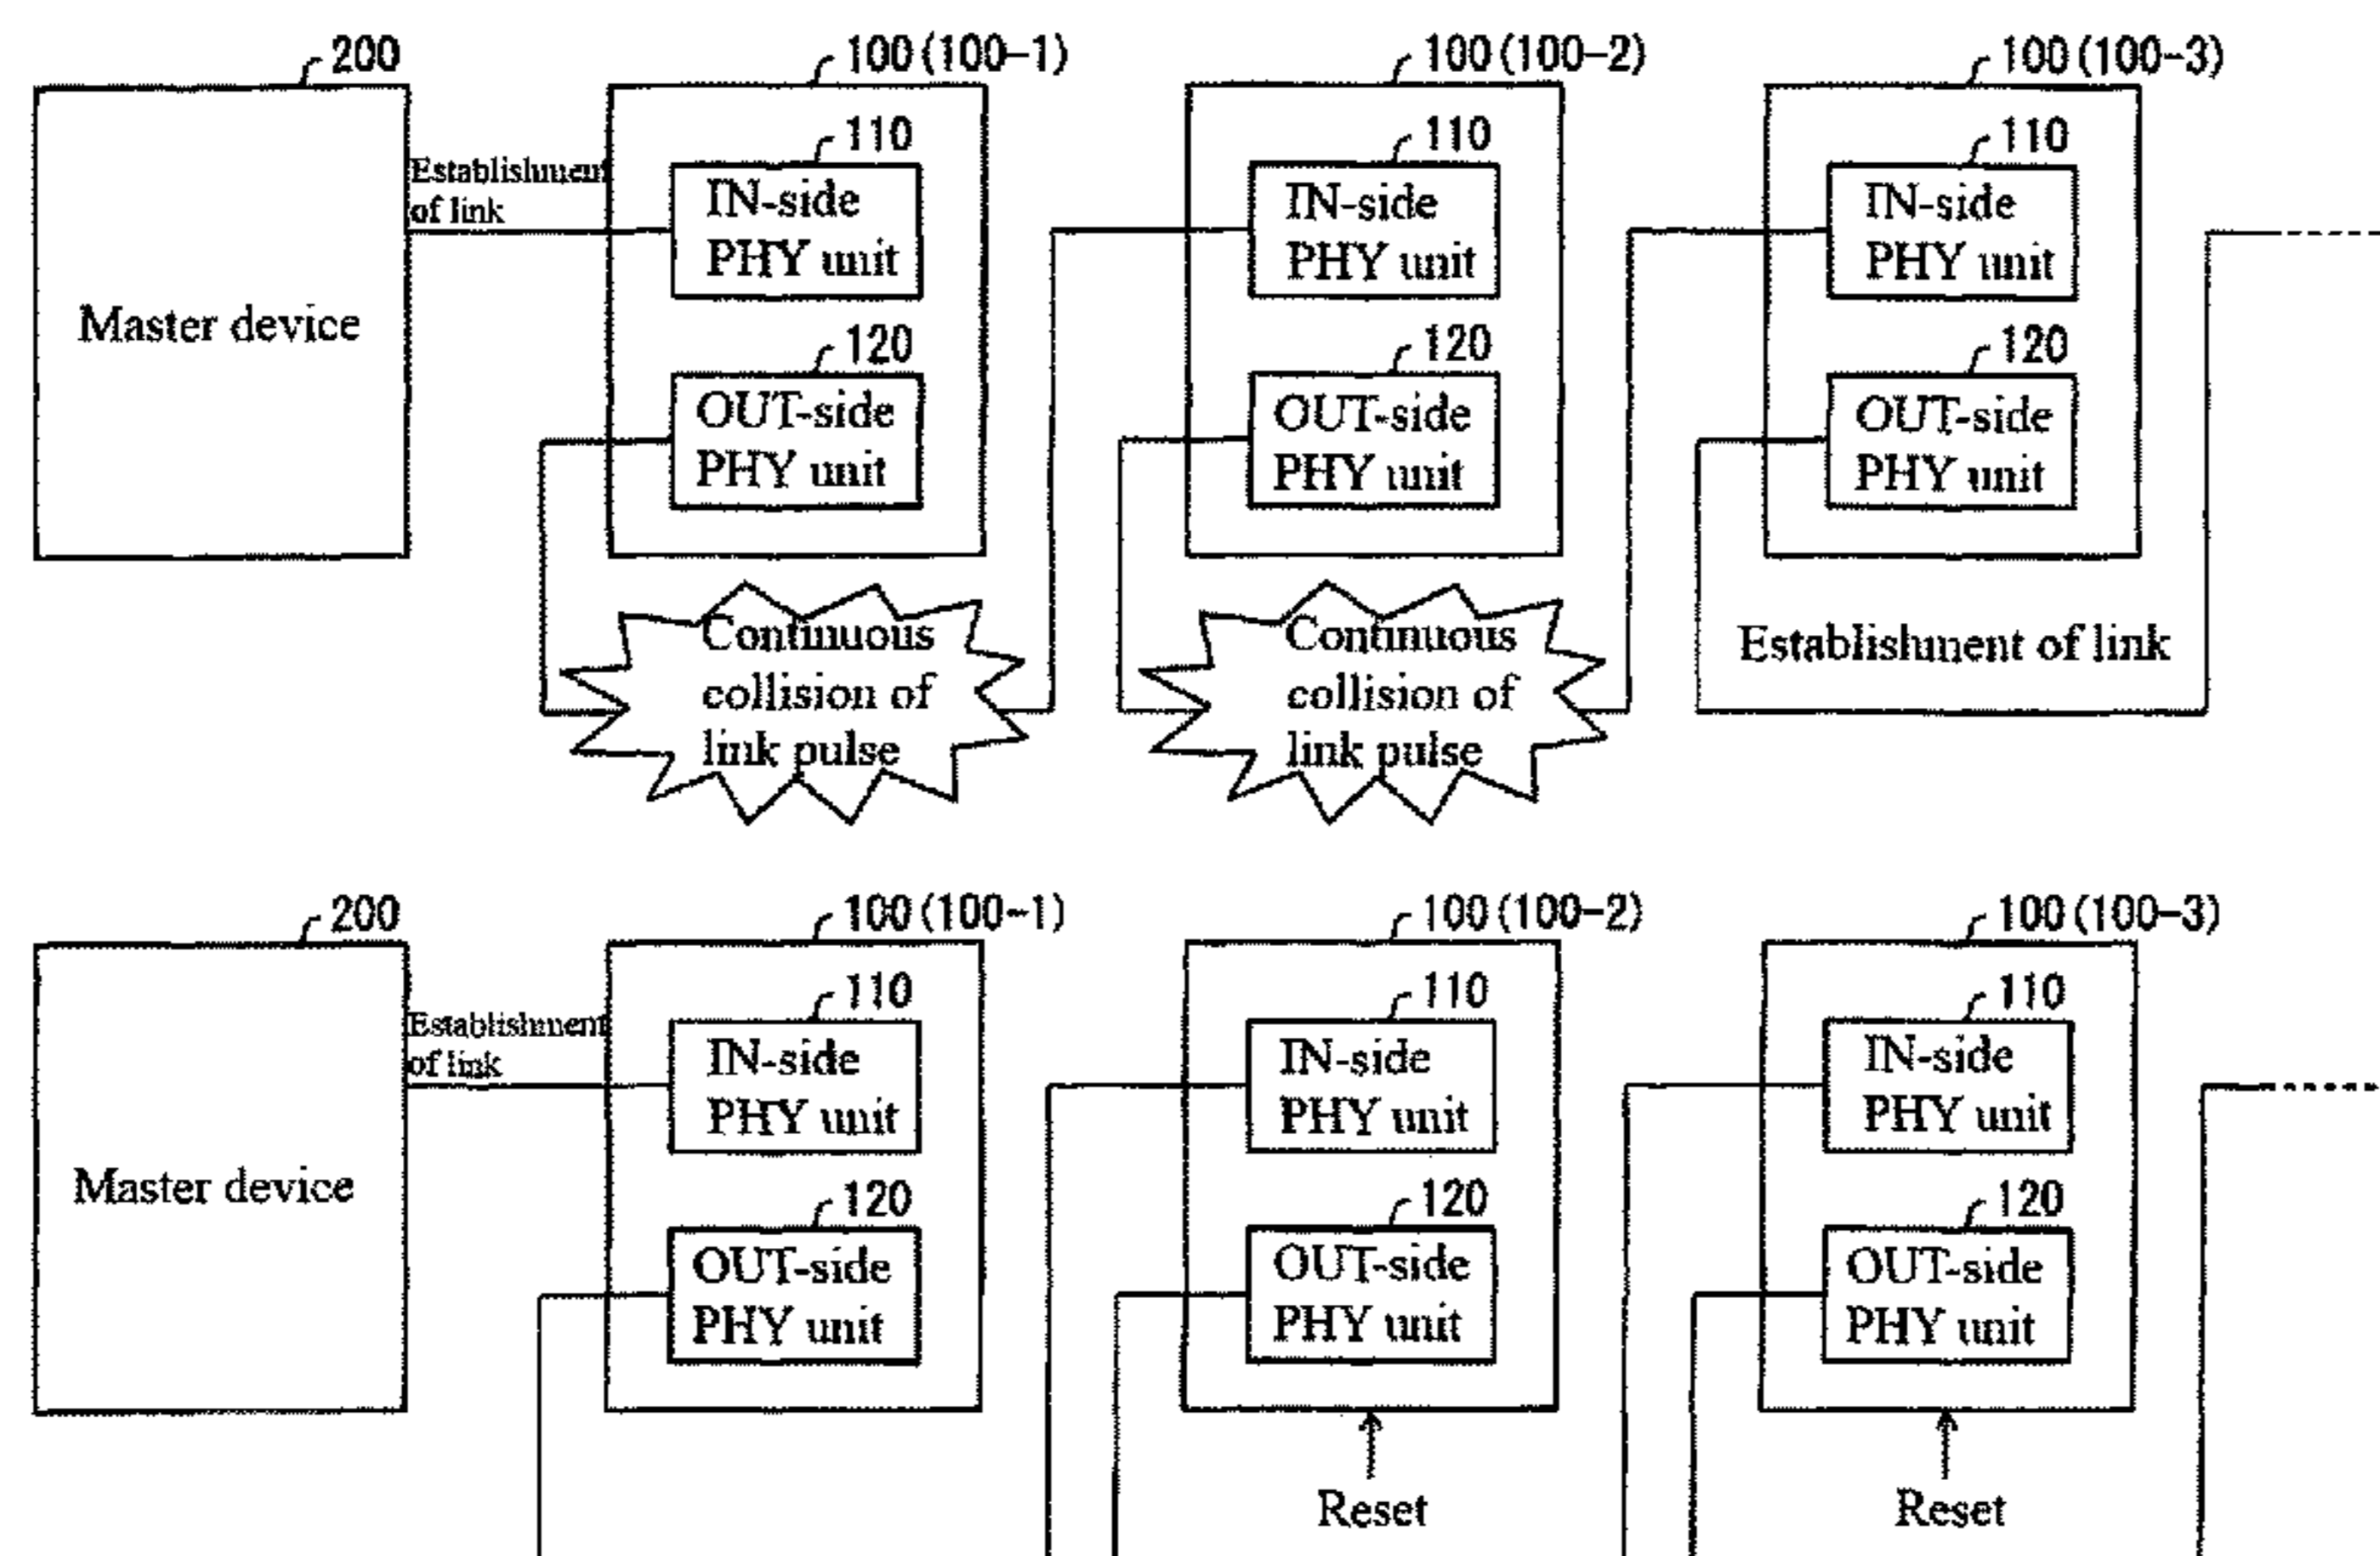 200
100 (100-1)
100 (100-2)
100 (100-3)
110
110
110
Establishment
of link
IN-side
PHY unit
IN-side
PHY unit
IN-side
PHY unit
Master device
120
120
120
OUT-side
PHY unit
OUT-side
PHY unit
OUT-side
PHY unit
Continuous
collision of
link pulse
Continuous
collision of
link pulse
Establishment of link
200
100 (100-1)
100 (100-2)
100 (100-3)
110
110
110
Establishment
of link
IN-side
PHY unit
IN-side
PHY unit
IN-side
PHY unit
Master device
120
120
120
OUT-side
PHY unit
OUT-side
PHY unit
OUT-side
PHY unit
Reset
Reset